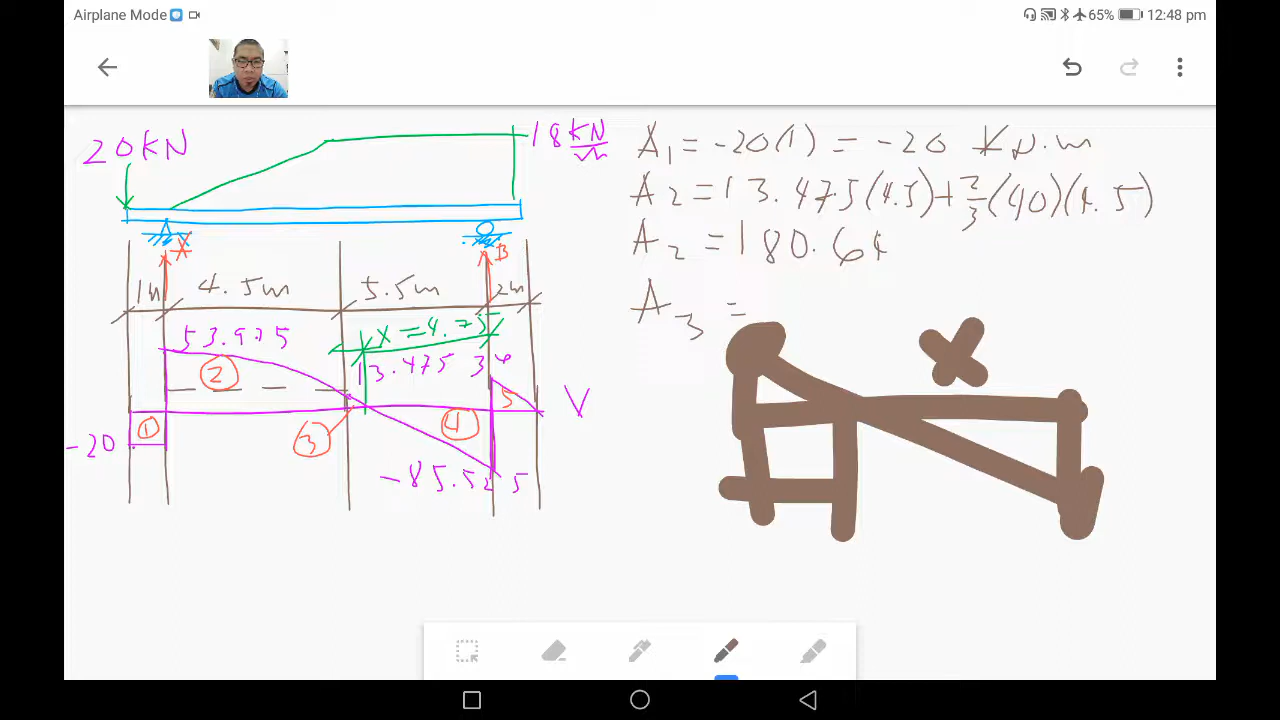 Airplane Mode 65% 12:48 pm
20KN
18 KN/m
A₁ = -20(1) = -20 KN.m
A₂ = 13.475(4.5)+2/3(40)(4.5)
A₂ = 180.64
A₃ =
A B
1m 4.5m 5.5m 2m
53.975
x = 4.75
2
13.475 36
5
V
-20
1
3
4
-85.525
x